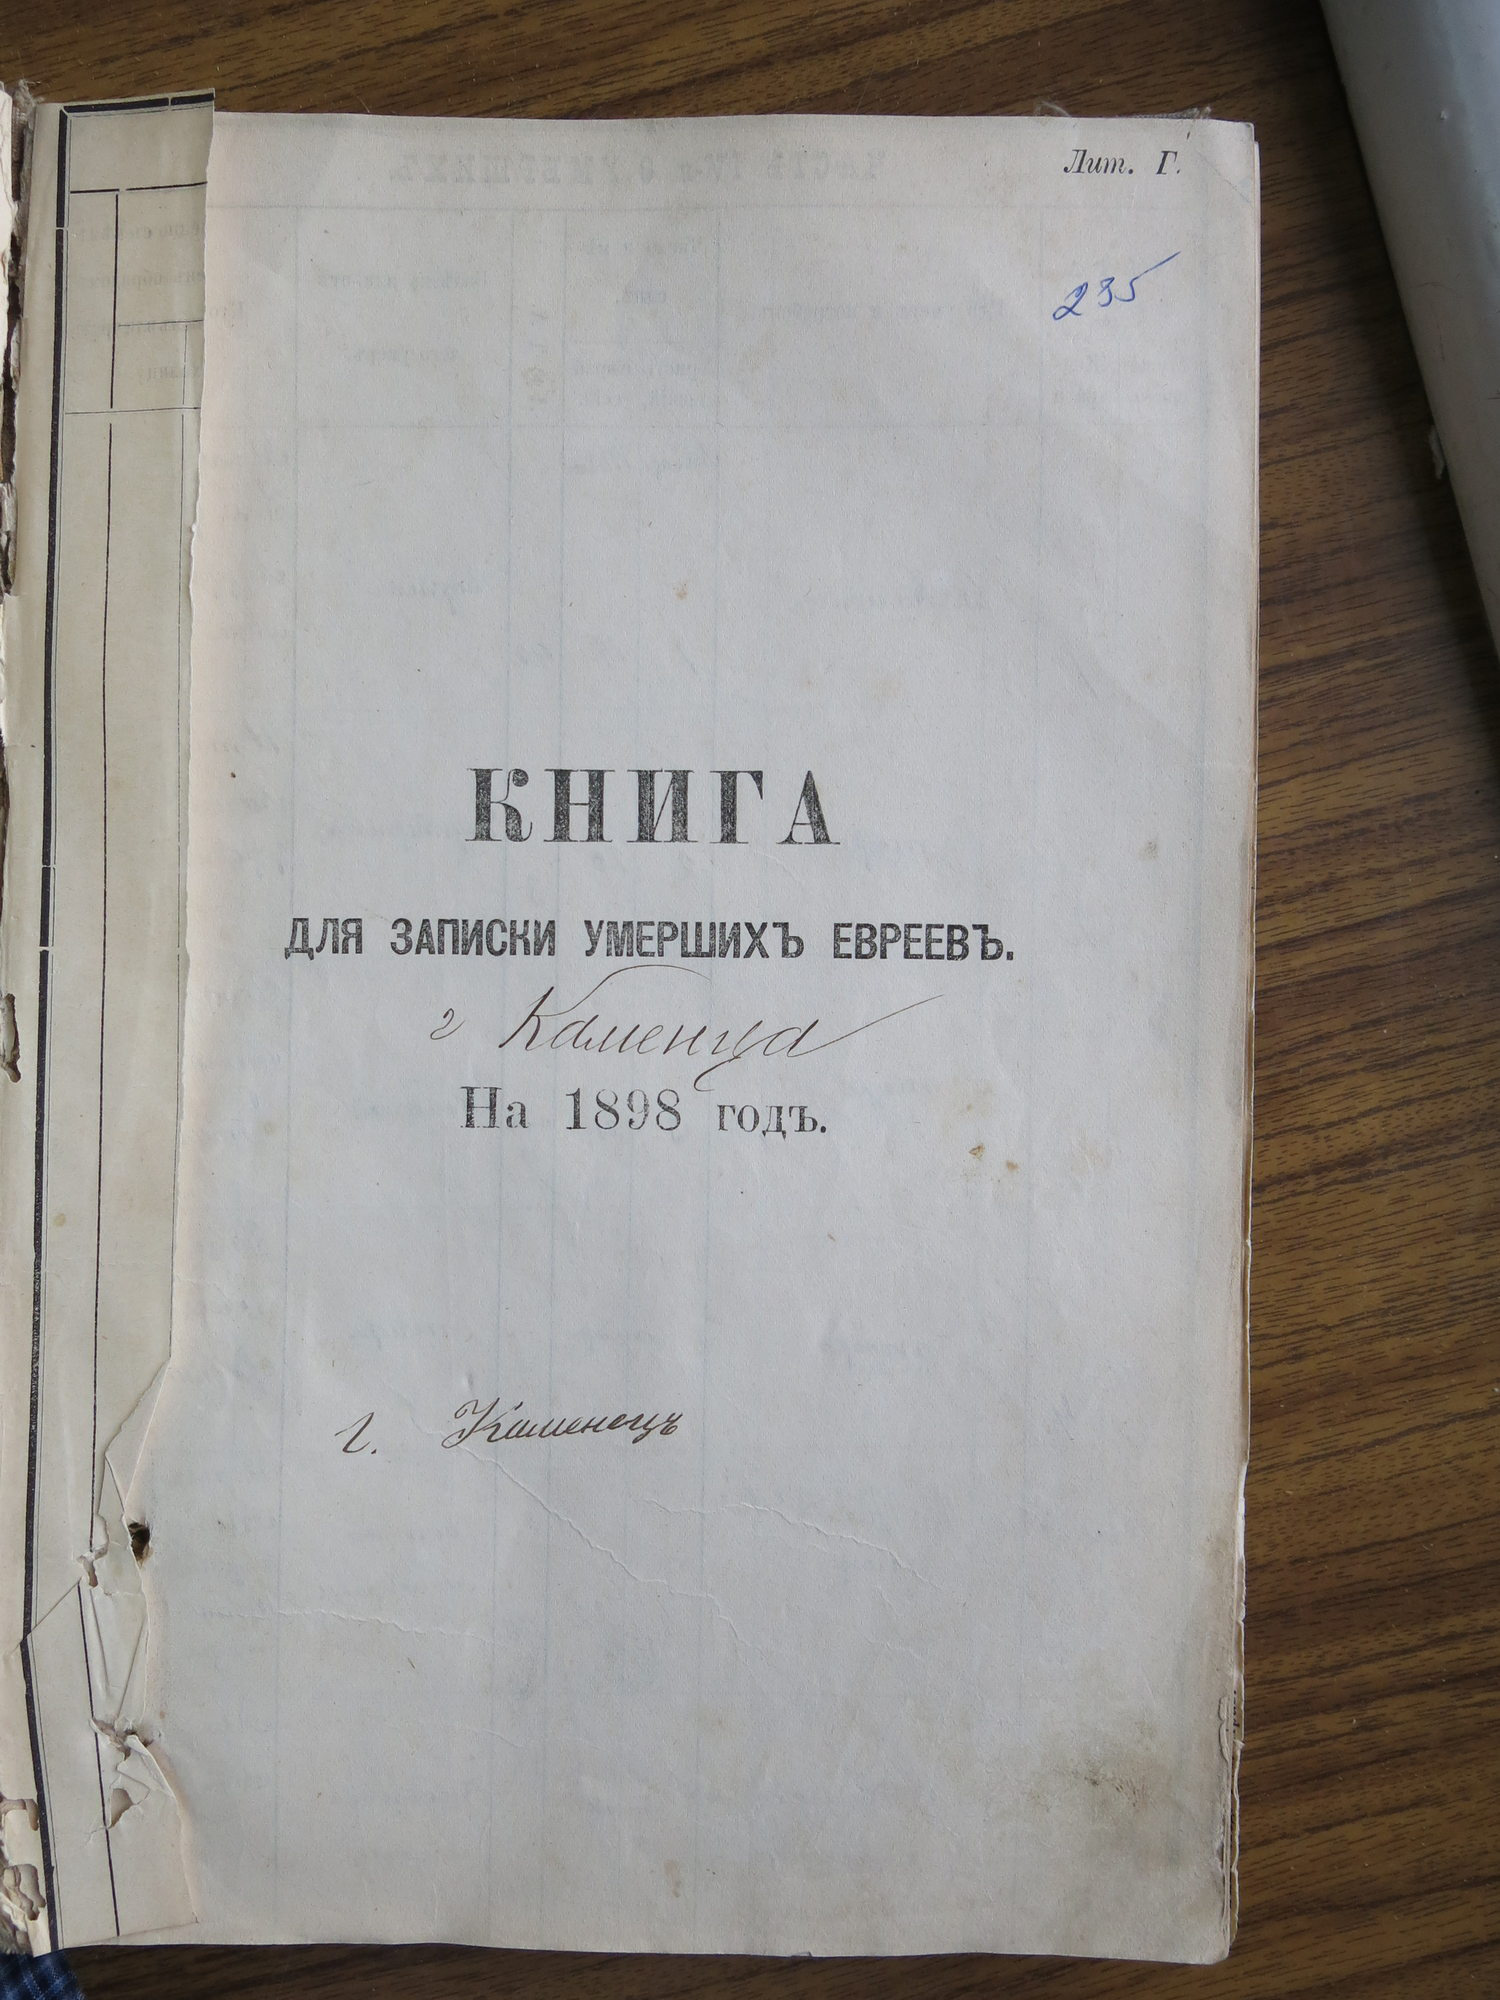 Лит. Г.
235
КНИГА
ДЛЯ ЗАПИСКИ УМЕРШИХЪ ЕВРЕЕВЪ.
г Каменца
На 1898 годъ.
г. Каменецъ